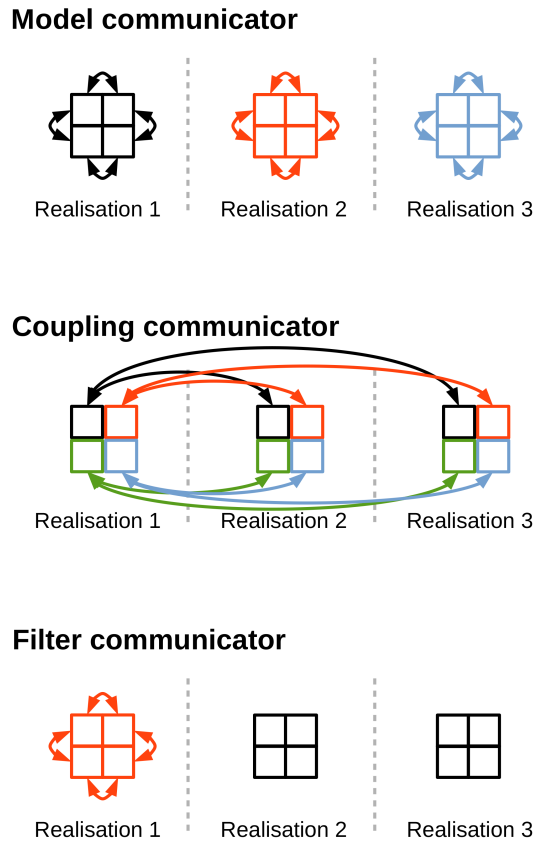 Model communicator
Realisation 1 Realisation 2 Realisation 3
Coupling communicator
Realisation 1 Realisation 2 Realisation 3
Filter communicator
Realisation 1 Realisation 2 Realisation 3